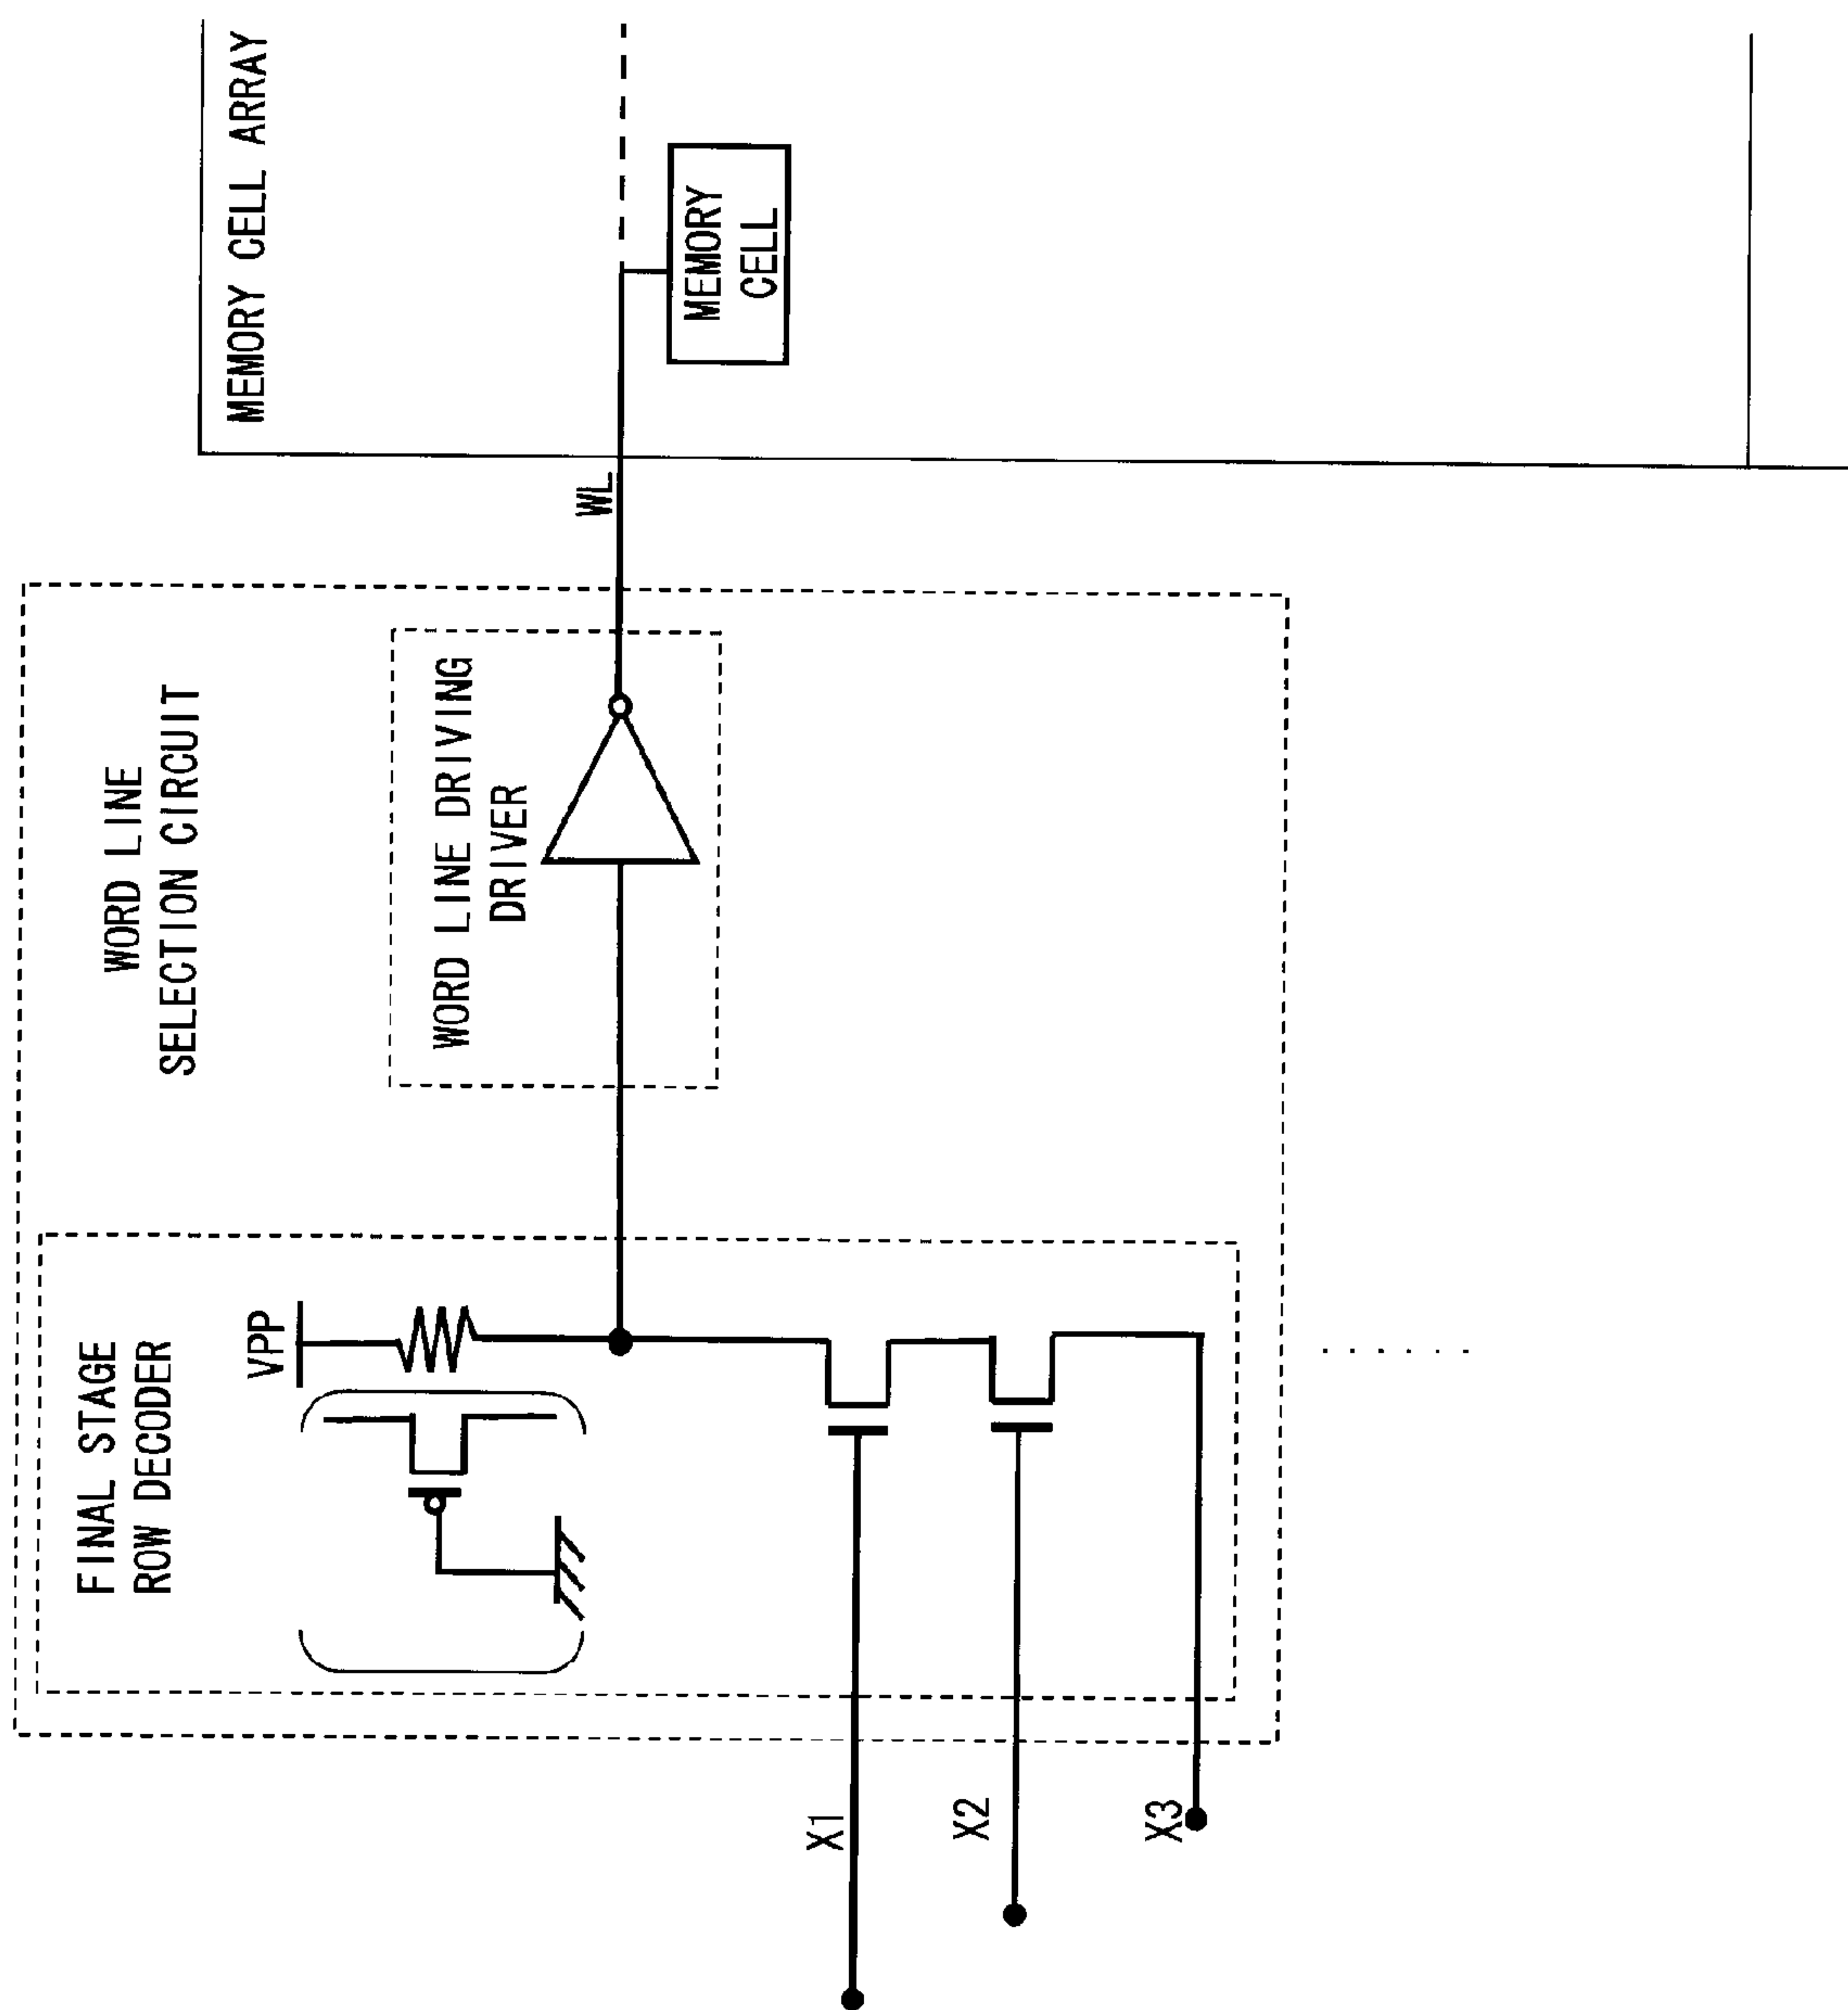 FINAL STAGE
ROW DECODER
VPP
X1
X2
X3
WORD LINE
SELECTION CIRCUIT
WORD LINE DRIVING
DRIVER
WL
MEMORY CELL ARRAY
MEMORY
CELL